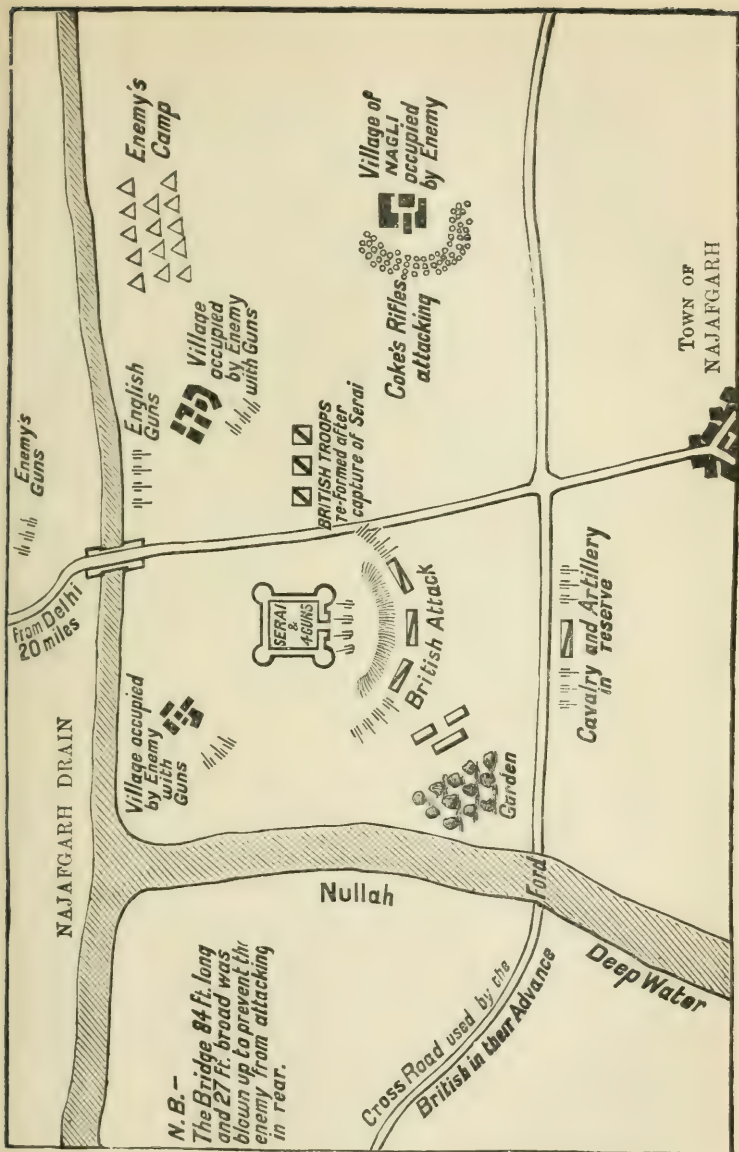 Enemy's
Guns
From Delhi
20 miles
NAJAFGARH DRAIN
English
Guns
Enemy's
Camp
Village
occupied
by Enemy
with Guns
Village occupied
by Enemy
with
Guns
BRITISH TROOPS
re-formed after
capture of Serai
SERAI
&
4 GUNS
Village of
NAGLI
occupied
by Enemy
Coke's Rifles
attacking
British Attack
Garden
Nullah
Ford
Deep Water
Cavalry and Artillery
in reserve
TOWN OF
NAJAFGARH
Cross Road used by the
British in their Advance
N.B.—
The Bridge 84 ft. long
and 27 ft. broad was
blown up to prevent the
enemy from attacking
in rear.